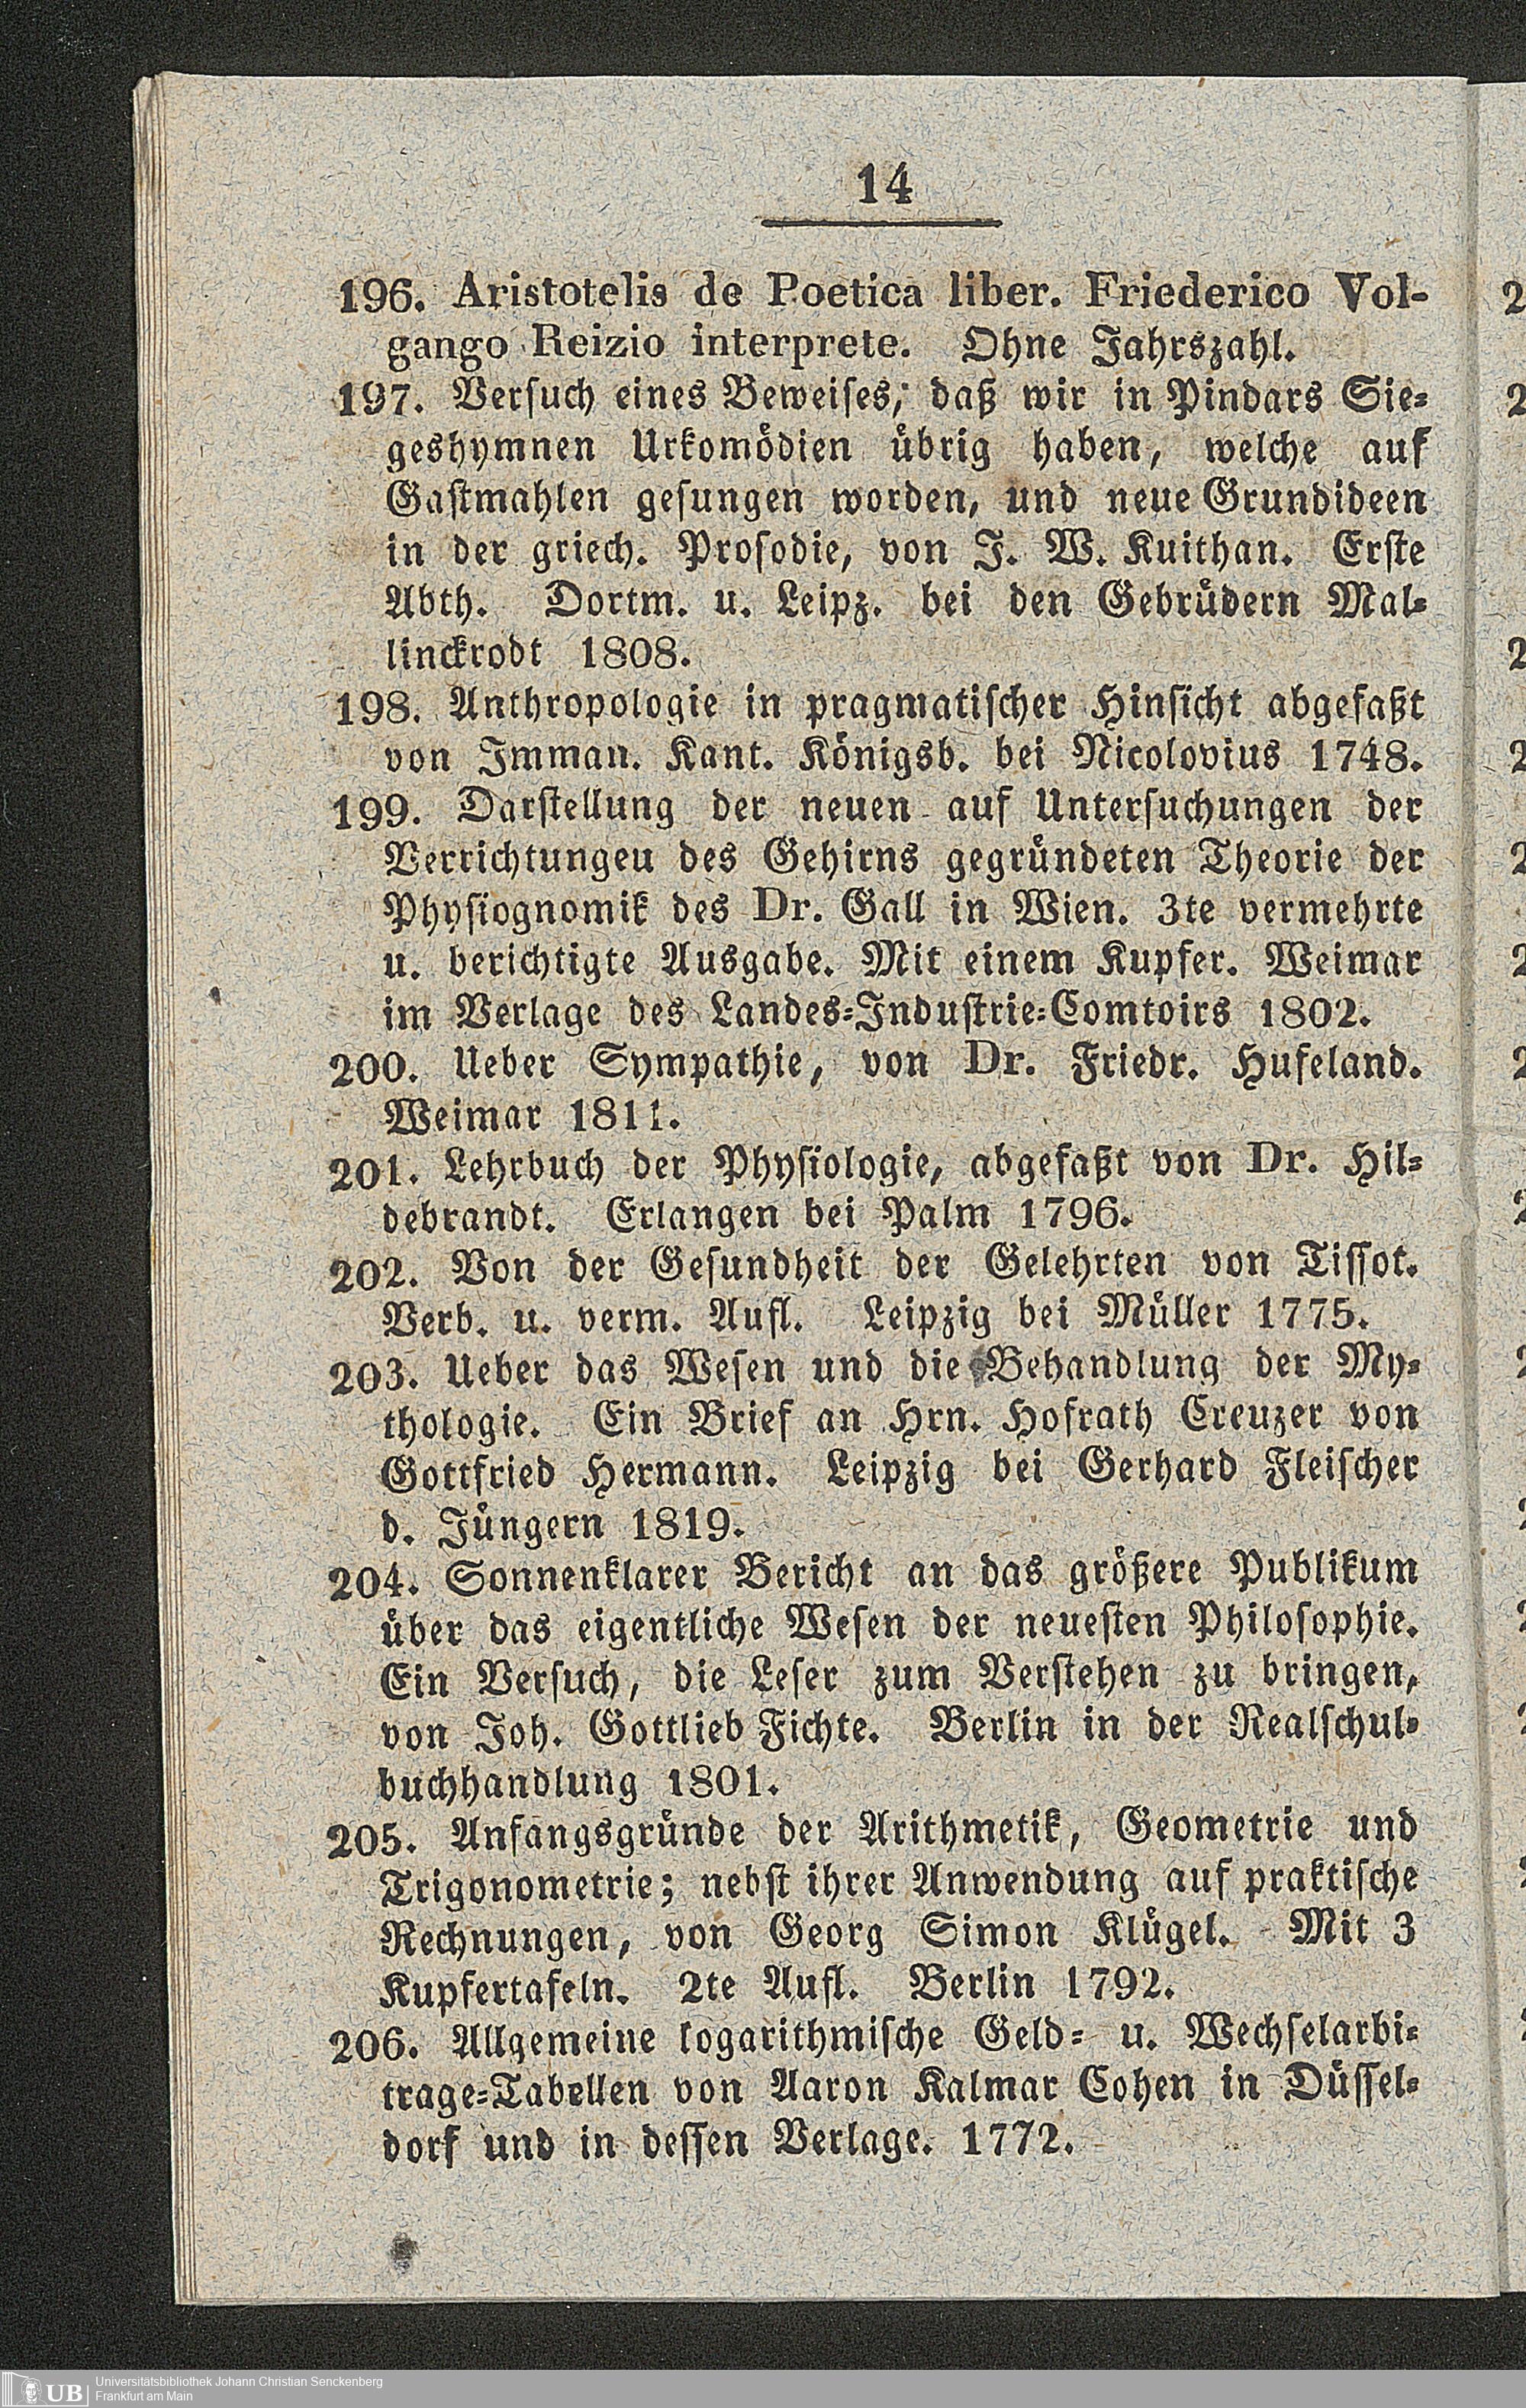 14
196. Aristotelis de Poetica liber. Friederico Vol-
gango Reizio interprete. Ohne Jahrszahl.
197. Versuch eines Beweises, daß wir in Pindars Sie-
geshymnen Urkomödien übrig haben, welche auf
Gastmahlen gesungen worden, und neue Grundideen
in der griech. Prosodie, von J. W. Kuithan. Erste
Abth. Dortm. u. Leipz. bei den Gebrüdern Mal-
linckrodt 1808.
198. Anthropologie in pragmatischer Hinsicht abgefaßt
von Imman. Kant. Königsb. bei Nicolovius 1748.
199. Darstellung der neuen auf Untersuchungen der
Verrichtungeu des Gehirns gegründeten Theorie der
Physiognomik des Dr. Gall in Wien. 3te vermehrte
u. berichtigte Ausgabe. Mit einem Kupfer. Weimar
im Verlage des Landes-Industrie-Comtoirs 1802.
200. Ueber Sympathie, von Dr. Friedr. Hufeland.
Weimar 1811.
201. Lehrbuch der Physiologie, abgefaßt von Dr. Hil-
debrandt. Erlangen bei Palm 1796.
202. Von der Gesundheit der Gelehrten von Tissot.
Verb. u. verm. Aufl. Leipzig bei Müller 1775.
203. Ueber das Wesen und die Behandlung der My-
thologie. Ein Brief an Hrn. Hofrath Creuzer von
Gottfried Hermann. Leipzig bei Gerhard Fleischer
d. Jüngern 1819.
204. Sonnenklarer Bericht an das größere Publikum
über das eigentliche Wesen der neuesten Philosophie.
Ein Versuch, die Leser zum Verstehen zu bringen,
von Joh. Gottlieb Fichte. Berlin in der Realschul-
buchhandlung 1801.
205. Anfangsgründe der Arithmetik, Geometrie und
Trigonometrie; nebst ihrer Anwendung auf praktische
Rechnungen, von Georg Simon Klügel. Mit 3
Kupfertafeln. 2te Aufl. Berlin 1792.
206. Allgemeine logarithmische Geld- u. Wechselarbi-
trage-Tabellen von Aaron Kalmar Cohen in Düssel-
dorf und in dessen Verlage. 1772.
UB Universitätsbibliothek Johann Christian Senckenberg
Frankfurt am Main